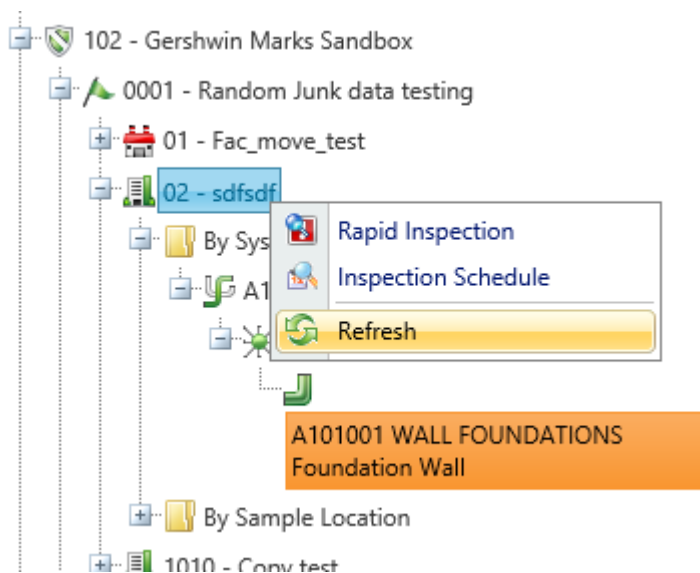 102 - Gershwin Marks Sandbox
0001 - Random Junk data testing
01 - Fac_move_test
02 - sdfsdf
Rapid Inspection
By Sys
Inspection Schedule
A1
Refresh
A101001 WALL FOUNDATIONS
Foundation Wall
By Sample Location
1010 - Copy test